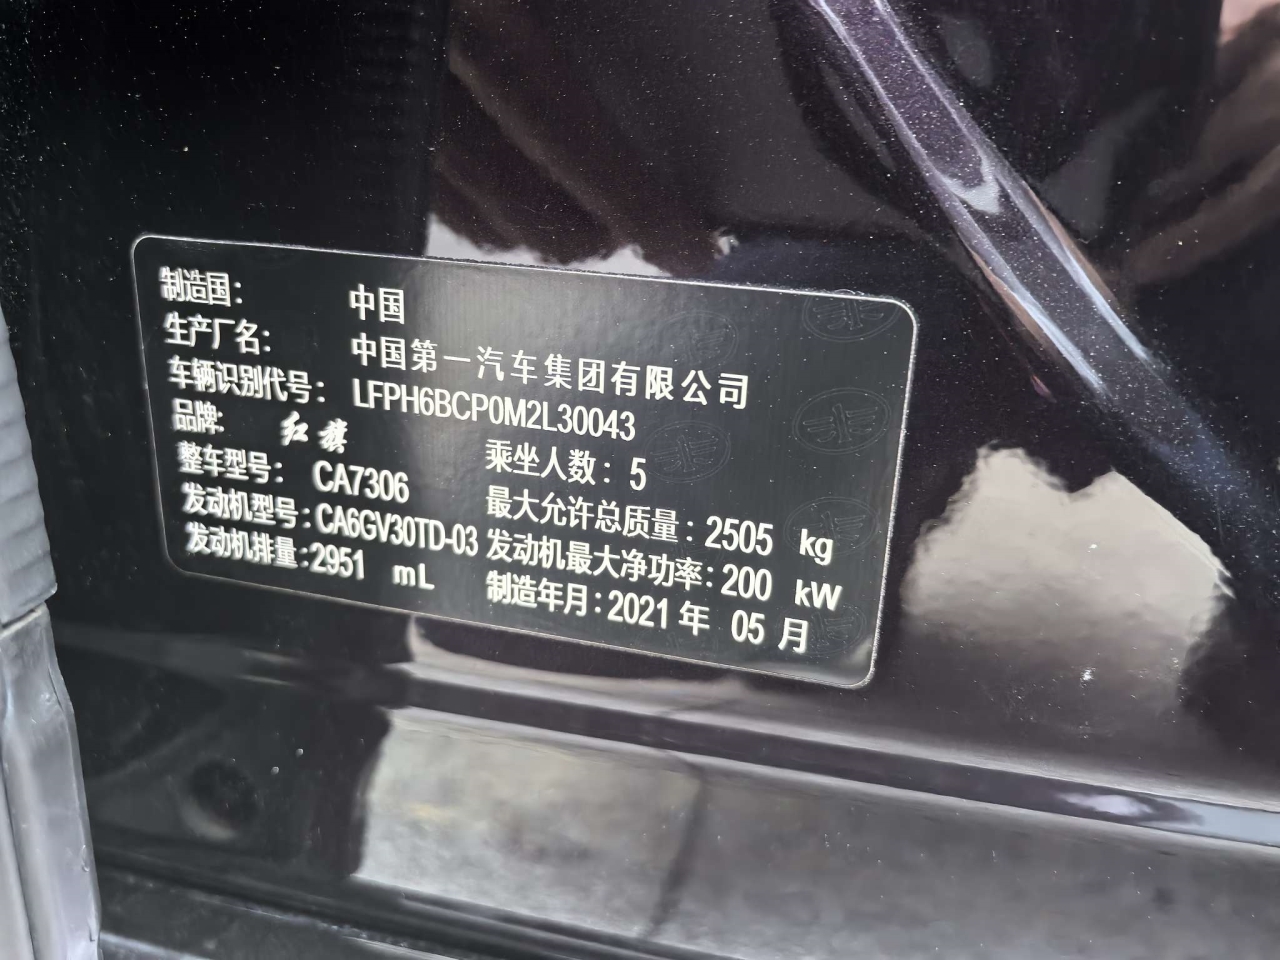 制造国： 中国
生产厂名： 中国第一汽车集团有限公司
车辆识别代号： LFPH6BCP0M2L30043
品牌: 红旗 乘坐人数：5
整车型号： CA7306 最大允许总质量：2505 kg
发动机型号:CA6GV30TD-03 发动机最大净功率:200 kW
发动机排量:2951 mL 制造年月:2021 年 05 月